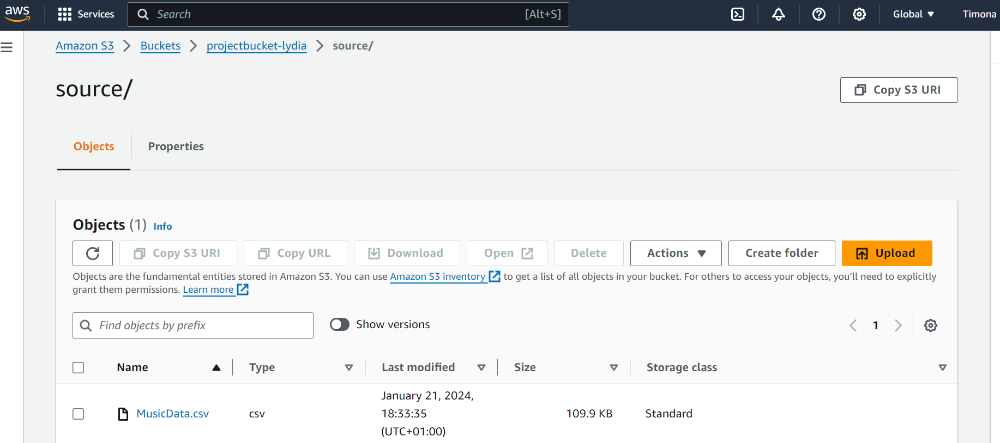 aws Services Search [Alt+S] Global Timona
Amazon S3 Buckets projectbucket-lydia source/
source/
Copy S3 URI
Objects Properties
Objects (1) Info
Copy S3 URI Copy URL Download Open Delete Actions Create folder Upload
Objects are the fundamental entities stored in Amazon S3. You can use Amazon S3 inventory to get a list of all objects in your bucket. For others to access your objects, you’ll need to explicitly
grant them permissions. Learn more
Find objects by prefix Show versions 1
Name Type Last modified Size Storage class
MusicData.csv csv January 21, 2024,
18:33:35
(UTC+01:00) 109.9 KB Standard